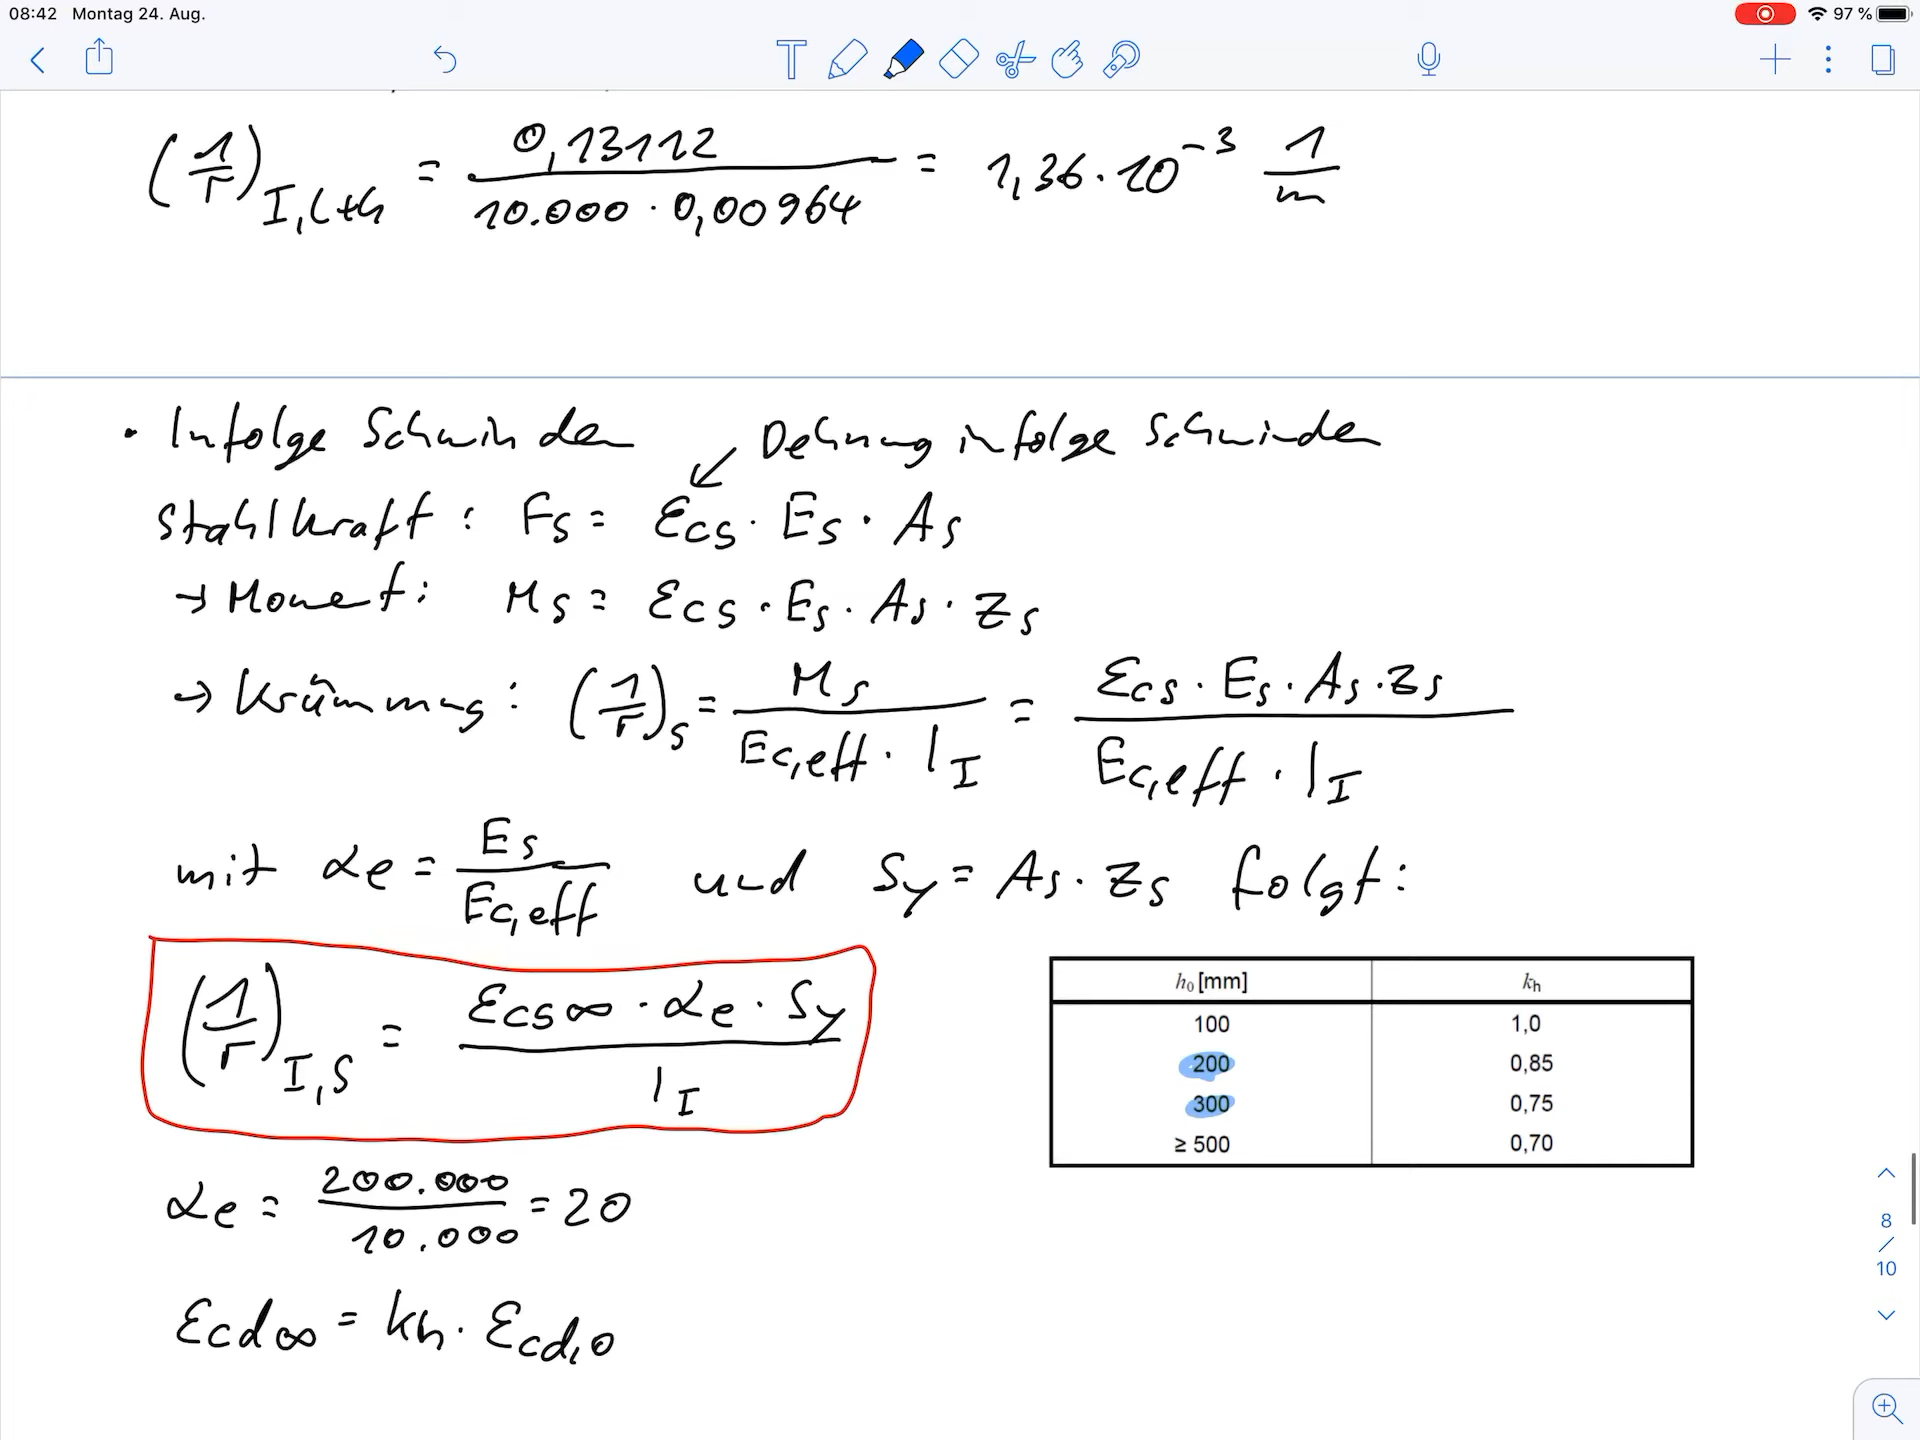 08:42 Montag 24. Aug. 97 %
(1/r)I,l+k = 0,13112 / (10.000 · 0,00964) = 1,36 · 10⁻³ 1/m
• Infolge Schwinden ↙ Dehnung infolge Schwinden
Stahlkraft: Fs = εcs · Es · As
→ Moment: Ms = εcs · Es · As · zs
→ Krümmung: (1/r)s = Ms / (Ec,eff · II) = εcs · Es · As · zs / (Ec,eff · II)
mit αe = Es / Ec,eff und Sy = As · zs folgt:
(1/r)I,S = εcs∞ · αe · Sy / II
h₀ [mm] kh
100 1,0
200 0,85
300 0,75
≥ 500 0,70
αe = 200.000 / 10.000 = 20
εcd∞ = kh · εcd,0
8
/
10